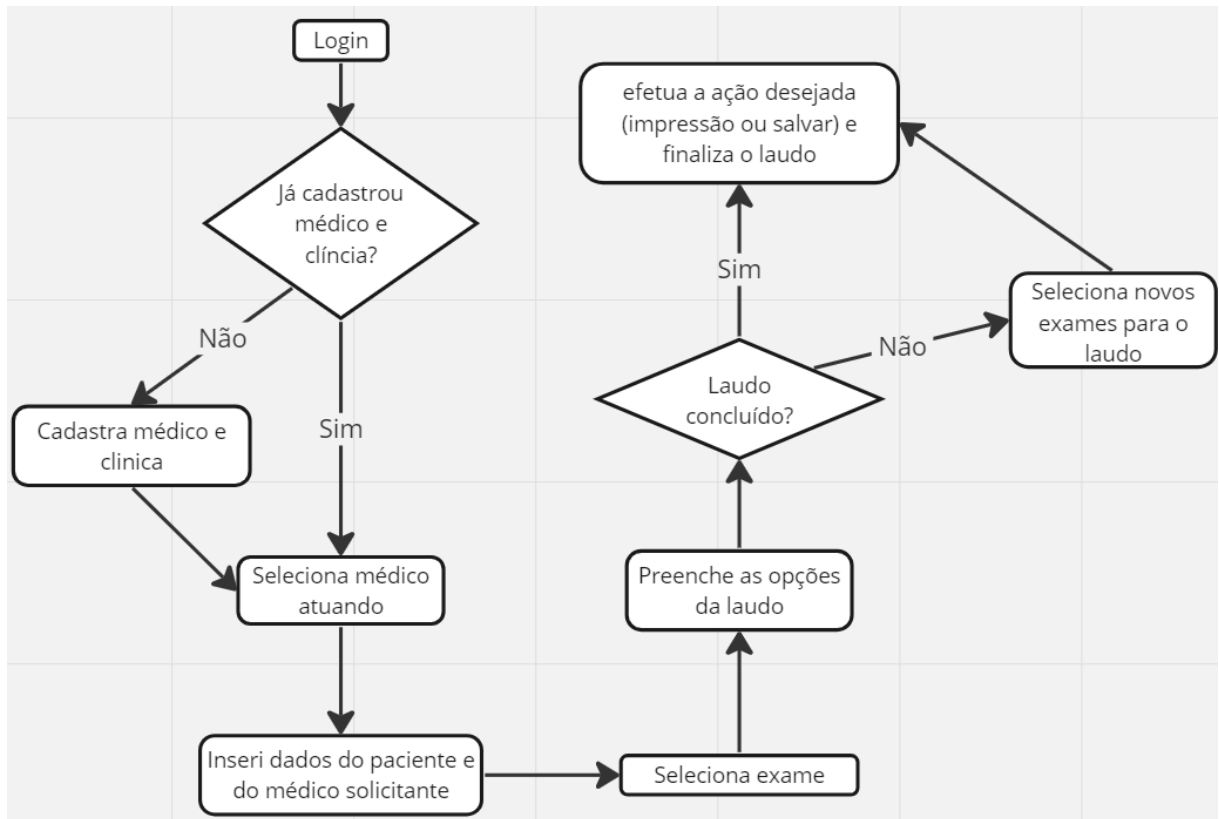 Login
Já cadastrou
médico e
clíncia?
Não
Sim
Cadastra médico e
clinica
Seleciona médico
atuando
Inseri dados do paciente e
do médico solicitante
Seleciona exame
Preenche as opções
da laudo
Laudo
concluído?
Sim
Não
Seleciona novos
exames para o
laudo
efetua a ação desejada
(impressão ou salvar) e
finaliza o laudo